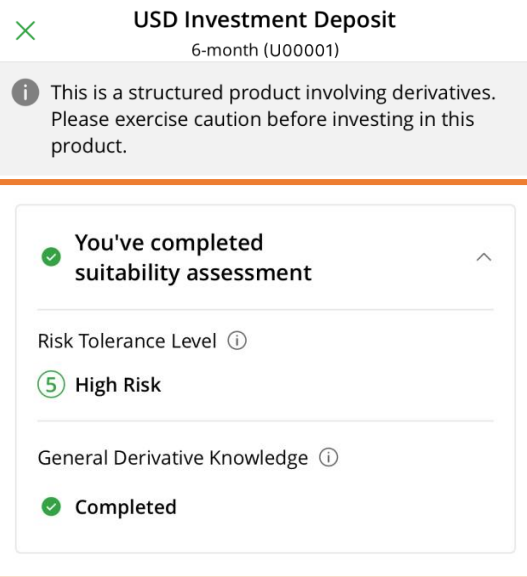 USD Investment Deposit
6-month (U00001)
This is a structured product involving derivatives.
Please exercise caution before investing in this
product.
You've completed
suitability assessment
Risk Tolerance Level
5 High Risk
General Derivative Knowledge
Completed